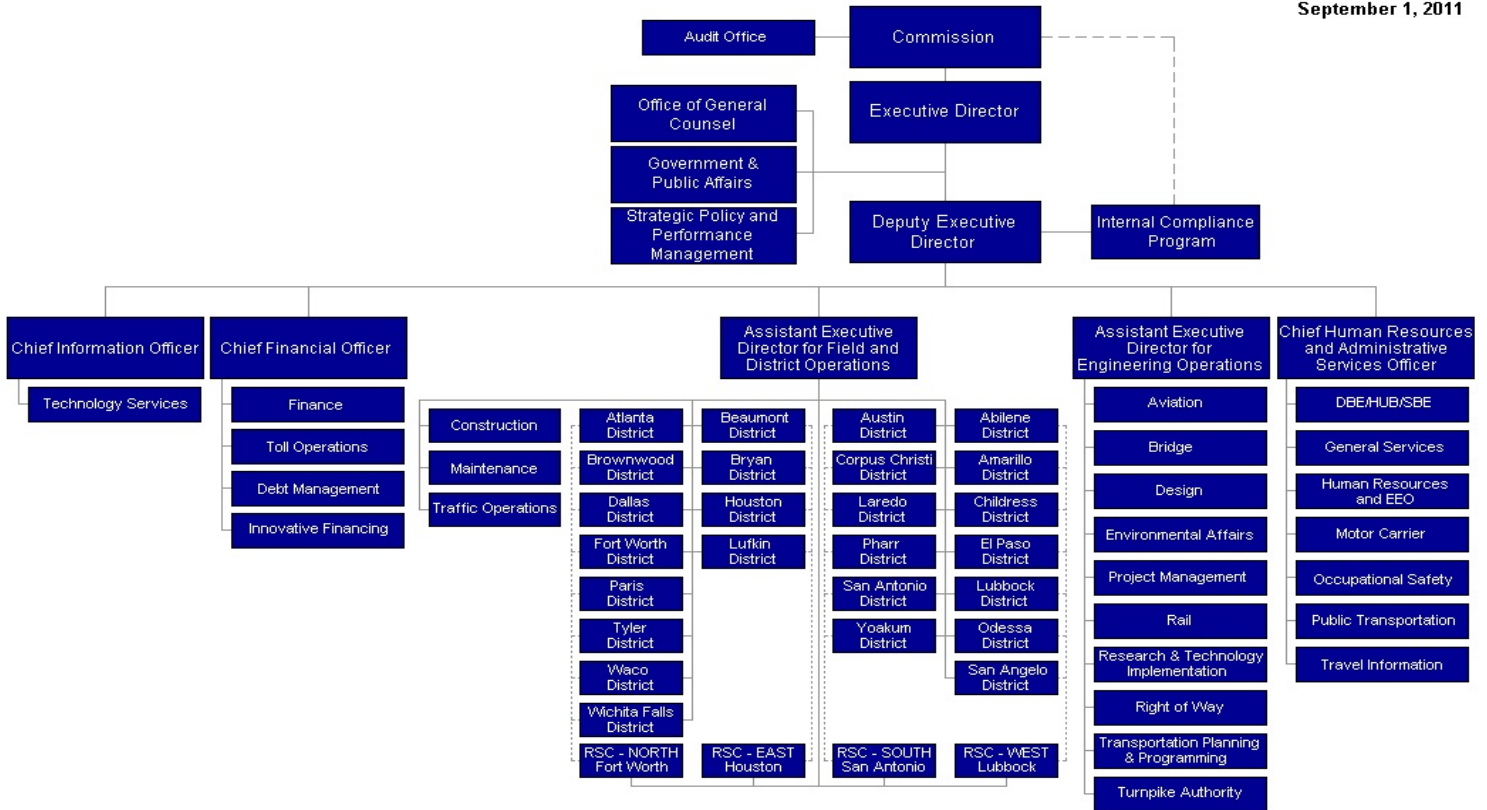 September 1, 2011
Audit Office
Commission
Office of General
Counsel
Executive Director
Government &
Public Affairs
Strategic Policy and
Performance
Management
Deputy Executive
Director
Internal Compliance
Program
Chief Information Officer
Technology Services
Chief Financial Officer
Finance
Toll Operations
Debt Management
Innovative Financing
Assistant Executive
Director for Field and
District Operations
Construction
Maintenance
Traffic Operations
Atlanta
District
Brownwood
District
Dallas
District
Fort Worth
District
Paris
District
Tyler
District
Waco
District
Wichita Falls
District
RSC - NORTH
Fort Worth
Beaumont
District
Bryan
District
Houston
District
Lufkin
District
RSC - EAST
Houston
Austin
District
Corpus Christi
District
Laredo
District
Pharr
District
San Antonio
District
Yoakum
District
RSC - SOUTH
San Antonio
Abilene
District
Amarillo
District
Childress
District
El Paso
District
Lubbock
District
Odessa
District
San Angelo
District
RSC - WEST
Lubbock
Assistant Executive
Director for
Engineering Operations
Aviation
Bridge
Design
Environmental Affairs
Project Management
Rail
Research & Technology
Implementation
Right of Way
Transportation Planning
& Programming
Turnpike Authority
Chief Human Resources
and Administrative
Services Officer
DBE/HUB/SBE
General Services
Human Resources
and EEO
Motor Carrier
Occupational Safety
Public Transportation
Travel Information